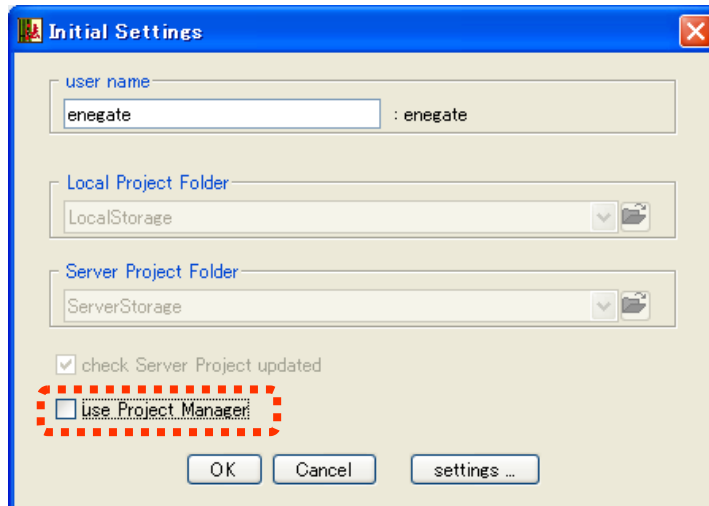 Initial Settings
user name
enegate : enegate
Local Project Folder
LocalStorage
Server Project Folder
ServerStorage
check Server Project updated
use Project Manager
OK Cancel settings ...